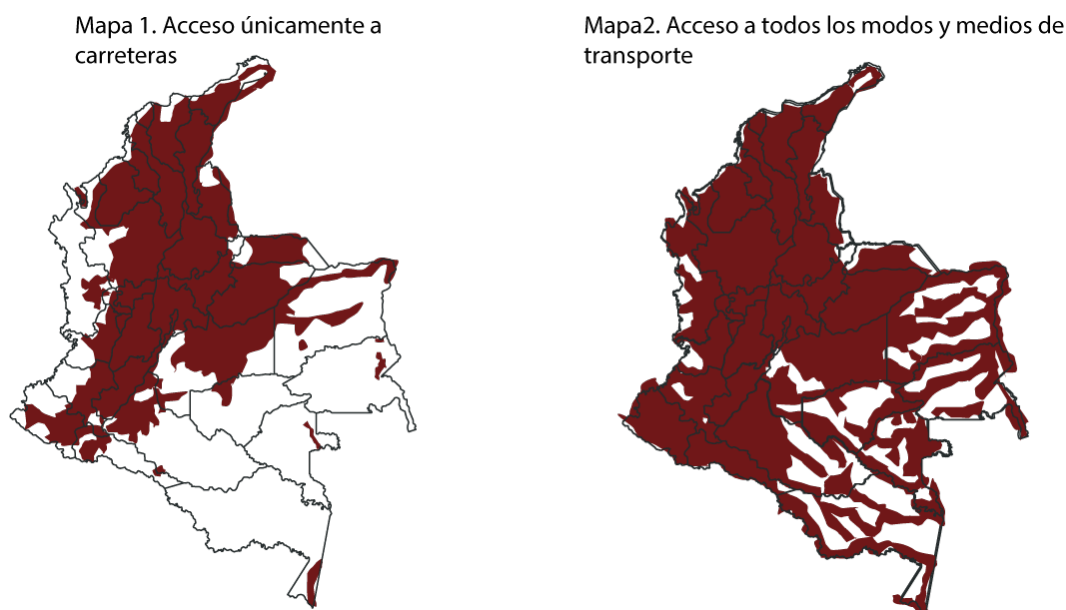 Mapa 1. Acceso únicamente a
carreteras
Mapa2. Acceso a todos los modos y medios de
transporte